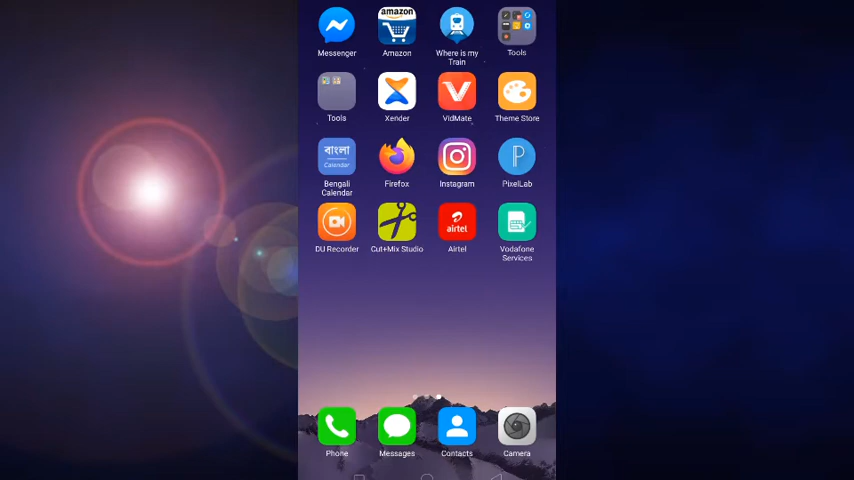 amazon
Messenger
Amazon
Where is my
Train
Tools
Tools
Xender
VidMate
Theme Store
বাংলা
Calendar
Bengali
Calendar
Firefox
Instagram
P
PixelLab
DU Recorder
Cut+Mix Studio
airtel
Airtel
Vodafone
Services
Phone
Messages
Contacts
Camera